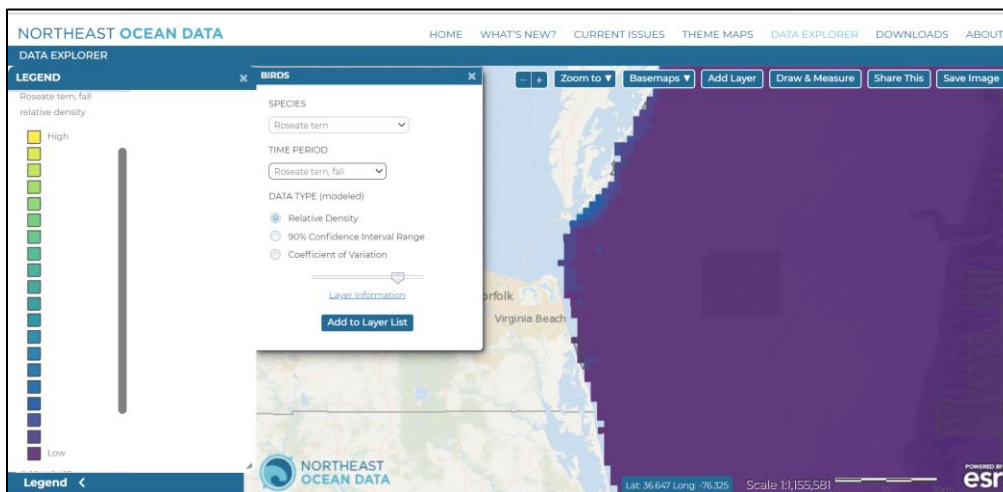 NORTHEAST OCEAN DATA
HOME WHAT'S NEW? CURRENT ISSUES THEME MAPS DATA EXPLORER DOWNLOADS ABOUT
DATA EXPLORER
LEGEND ×
Roseate tern, fall
relative density
High
Low
Legend <
BIRDS ×
SPECIES
Roseate tern
TIME PERIOD
Roseate tern, fall
DATA TYPE (modeled)
Relative Density
90% Confidence Interval Range
Coefficient of Variation
Layer Information
Add to Layer List
− + Zoom to ▼ Basemaps ▼ Add Layer Draw & Measure Share This Save Image
orfolk
Virginia Beach
NORTHEAST
OCEAN DATA
Lat: 36.647 Long: -76.325 Scale 1:1,155,581
POWERED BY
esr